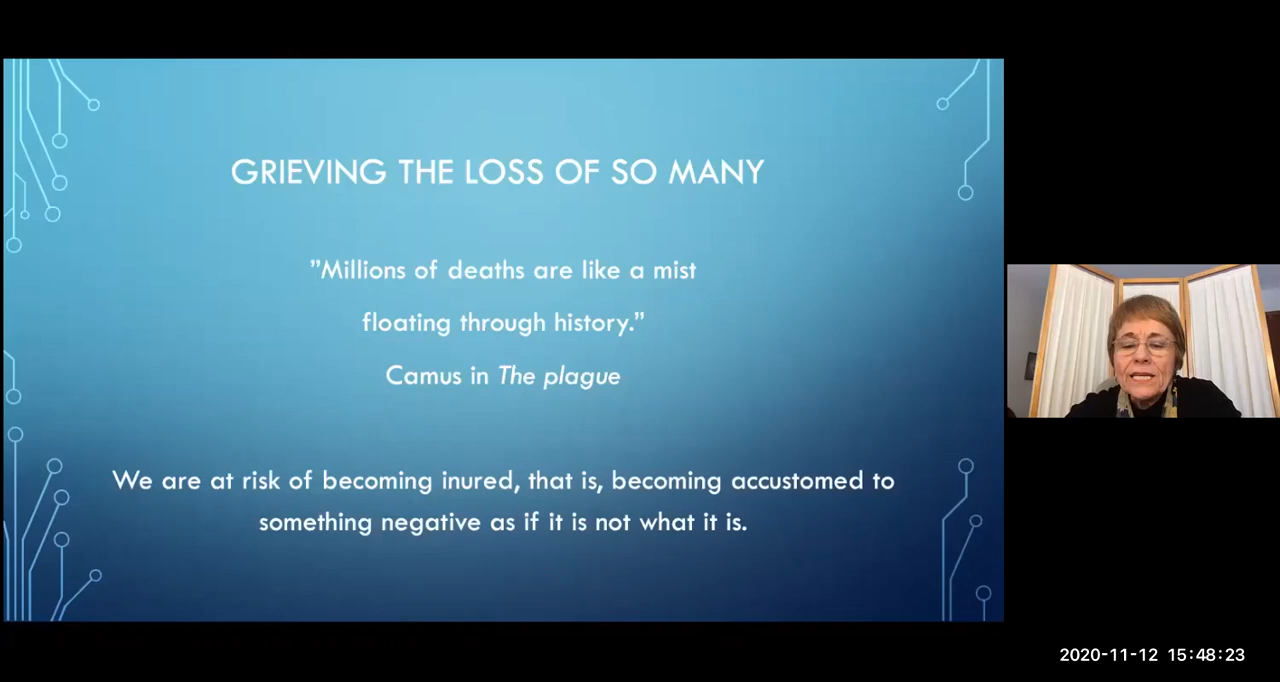 GRIEVING THE LOSS OF SO MANY
”Millions of deaths are like a mist
floating through history.”
Camus in The plague
We are at risk of becoming inured, that is, becoming accustomed to
something negative as if it is not what it is.
2020-11-12 15:48:23